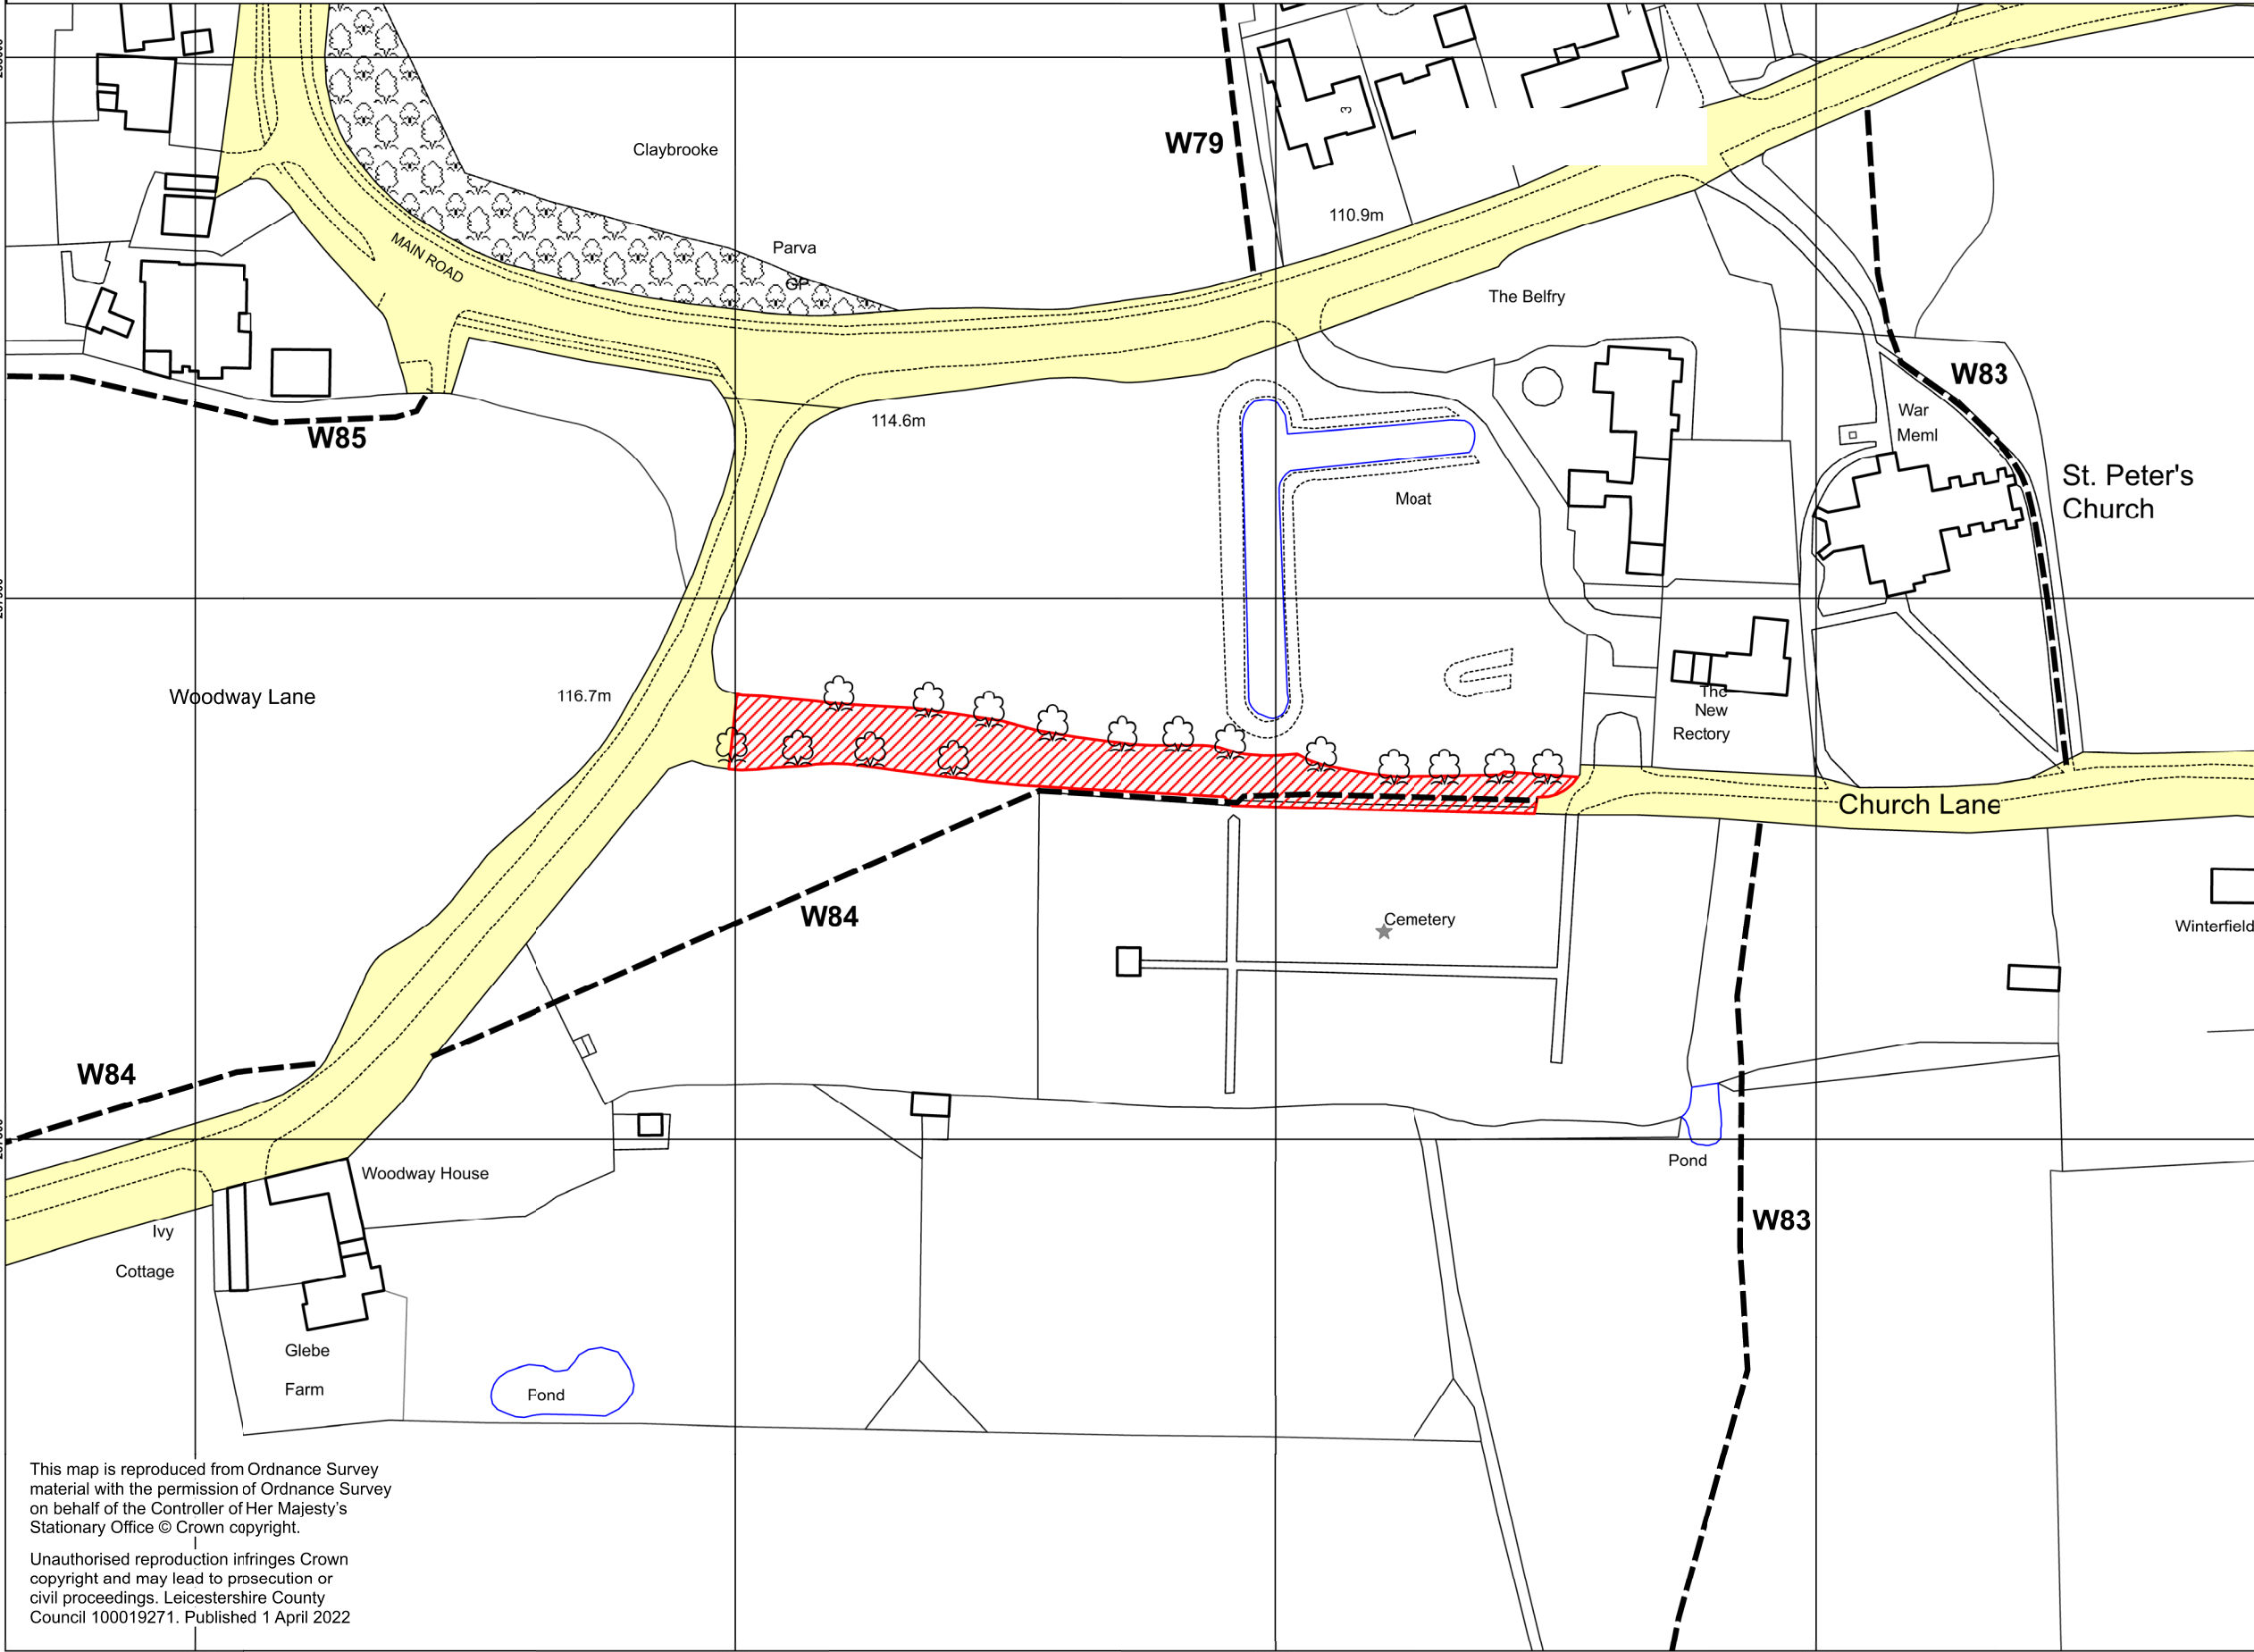 Claybrooke
W79
3
110.9m
MAIN ROAD
Parva
GP
The Belfry
W83
War
Meml
114.6m
W85
St. Peter's
Church
Moat
Woodway Lane
116.7m
The
New
Rectory
Church Lane
W84
Cemetery
Winterfield
W84
Pond
Woodway House
W83
Ivy
Cottage
Glebe
Farm
Pond
This map is reproduced from Ordnance Survey
material with the permission of Ordnance Survey
on behalf of the Controller of Her Majesty's
Stationary Office © Crown copyright.
Unauthorised reproduction infringes Crown
copyright and may lead to prosecution or
civil proceedings. Leicestershire County
Council 100019271. Published 1 April 2022